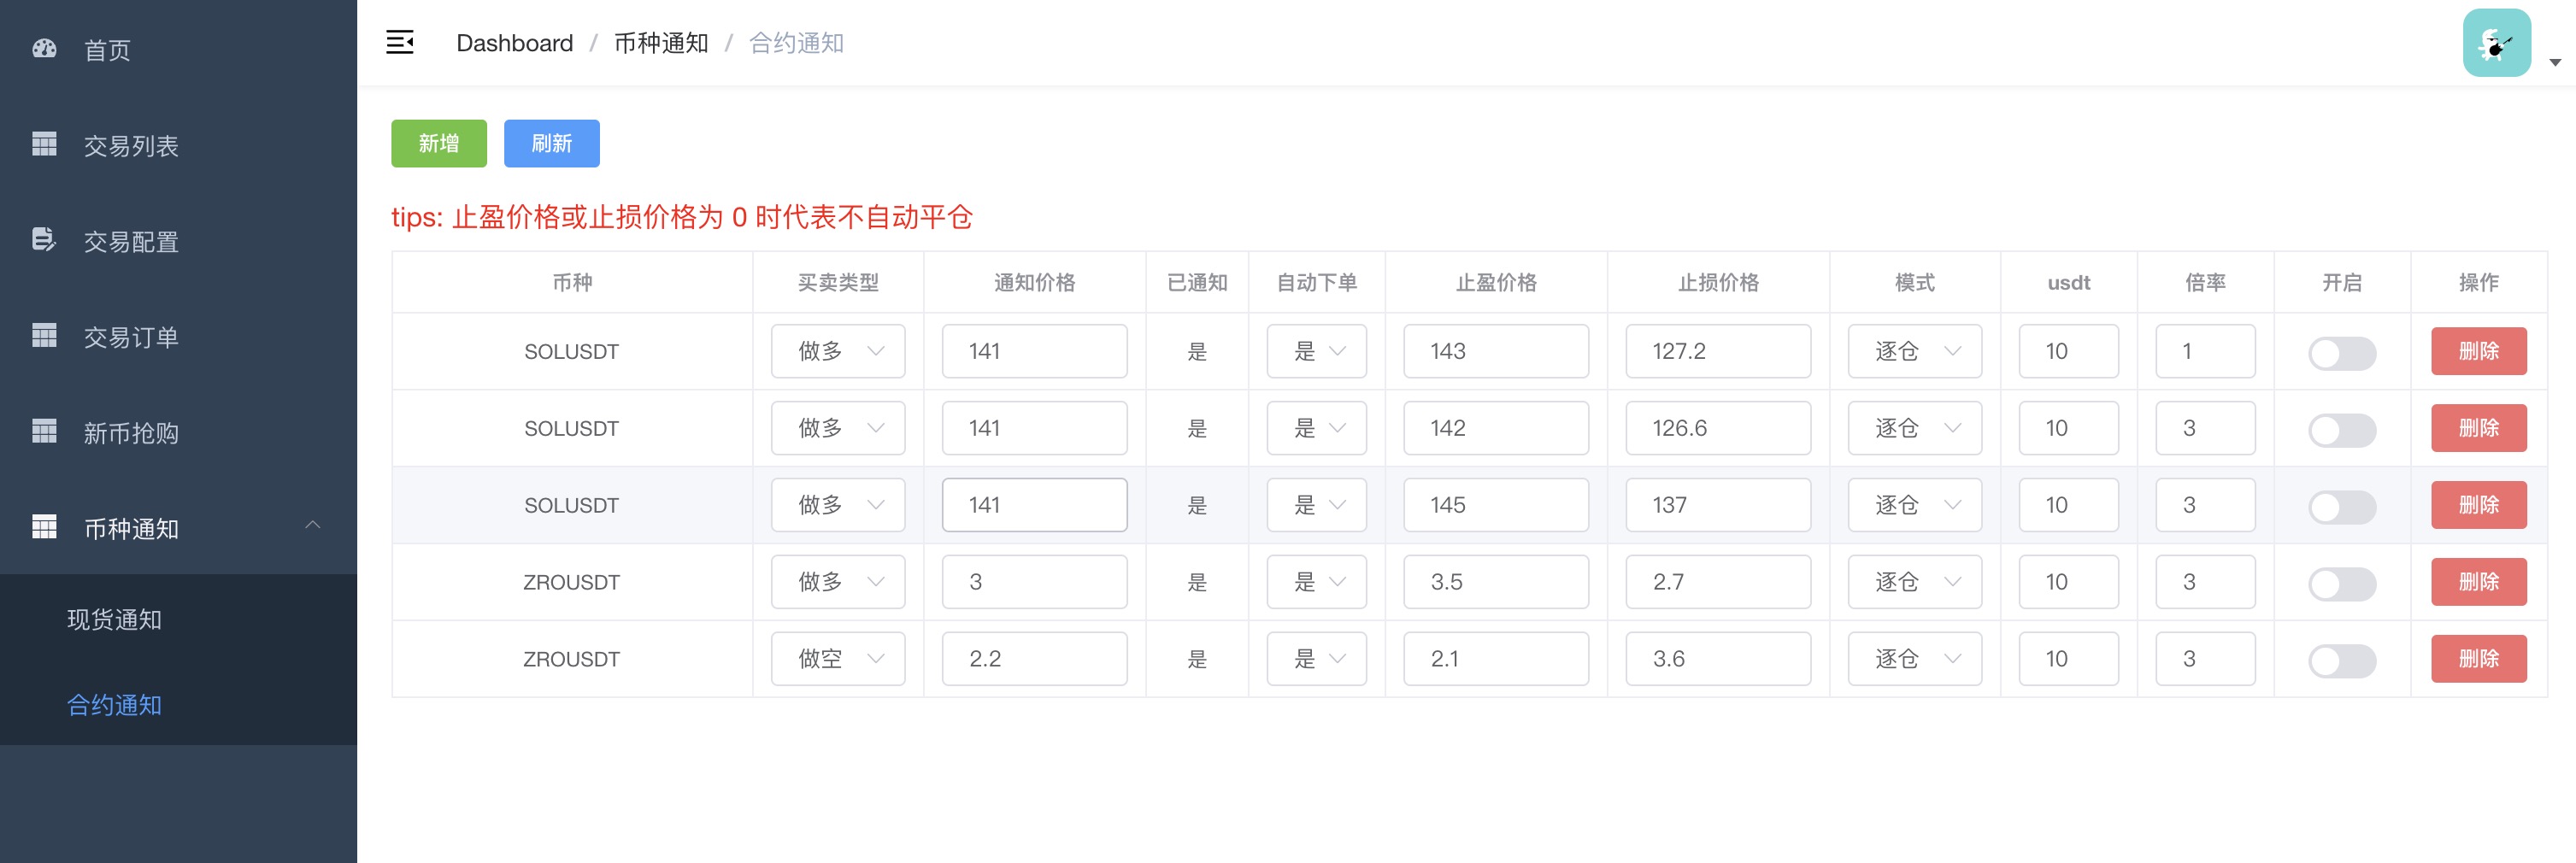 首页
交易列表
交易配置
交易订单
新币抢购
币种通知
现货通知
合约通知
Dashboard / 币种通知 / 合约通知
新增 刷新
tips: 止盈价格或止损价格为 0 时代表不自动平仓
币种 买卖类型 通知价格 已通知 自动下单 止盈价格 止损价格 模式 usdt 倍率 开启 操作
SOLUSDT 做多 141 是 是 143 127.2 逐仓 10 1 删除
SOLUSDT 做多 141 是 是 142 126.6 逐仓 10 3 删除
SOLUSDT 做多 141 是 是 145 137 逐仓 10 3 删除
ZROUSDT 做多 3 是 是 3.5 2.7 逐仓 10 3 删除
ZROUSDT 做空 2.2 是 是 2.1 3.6 逐仓 10 3 删除